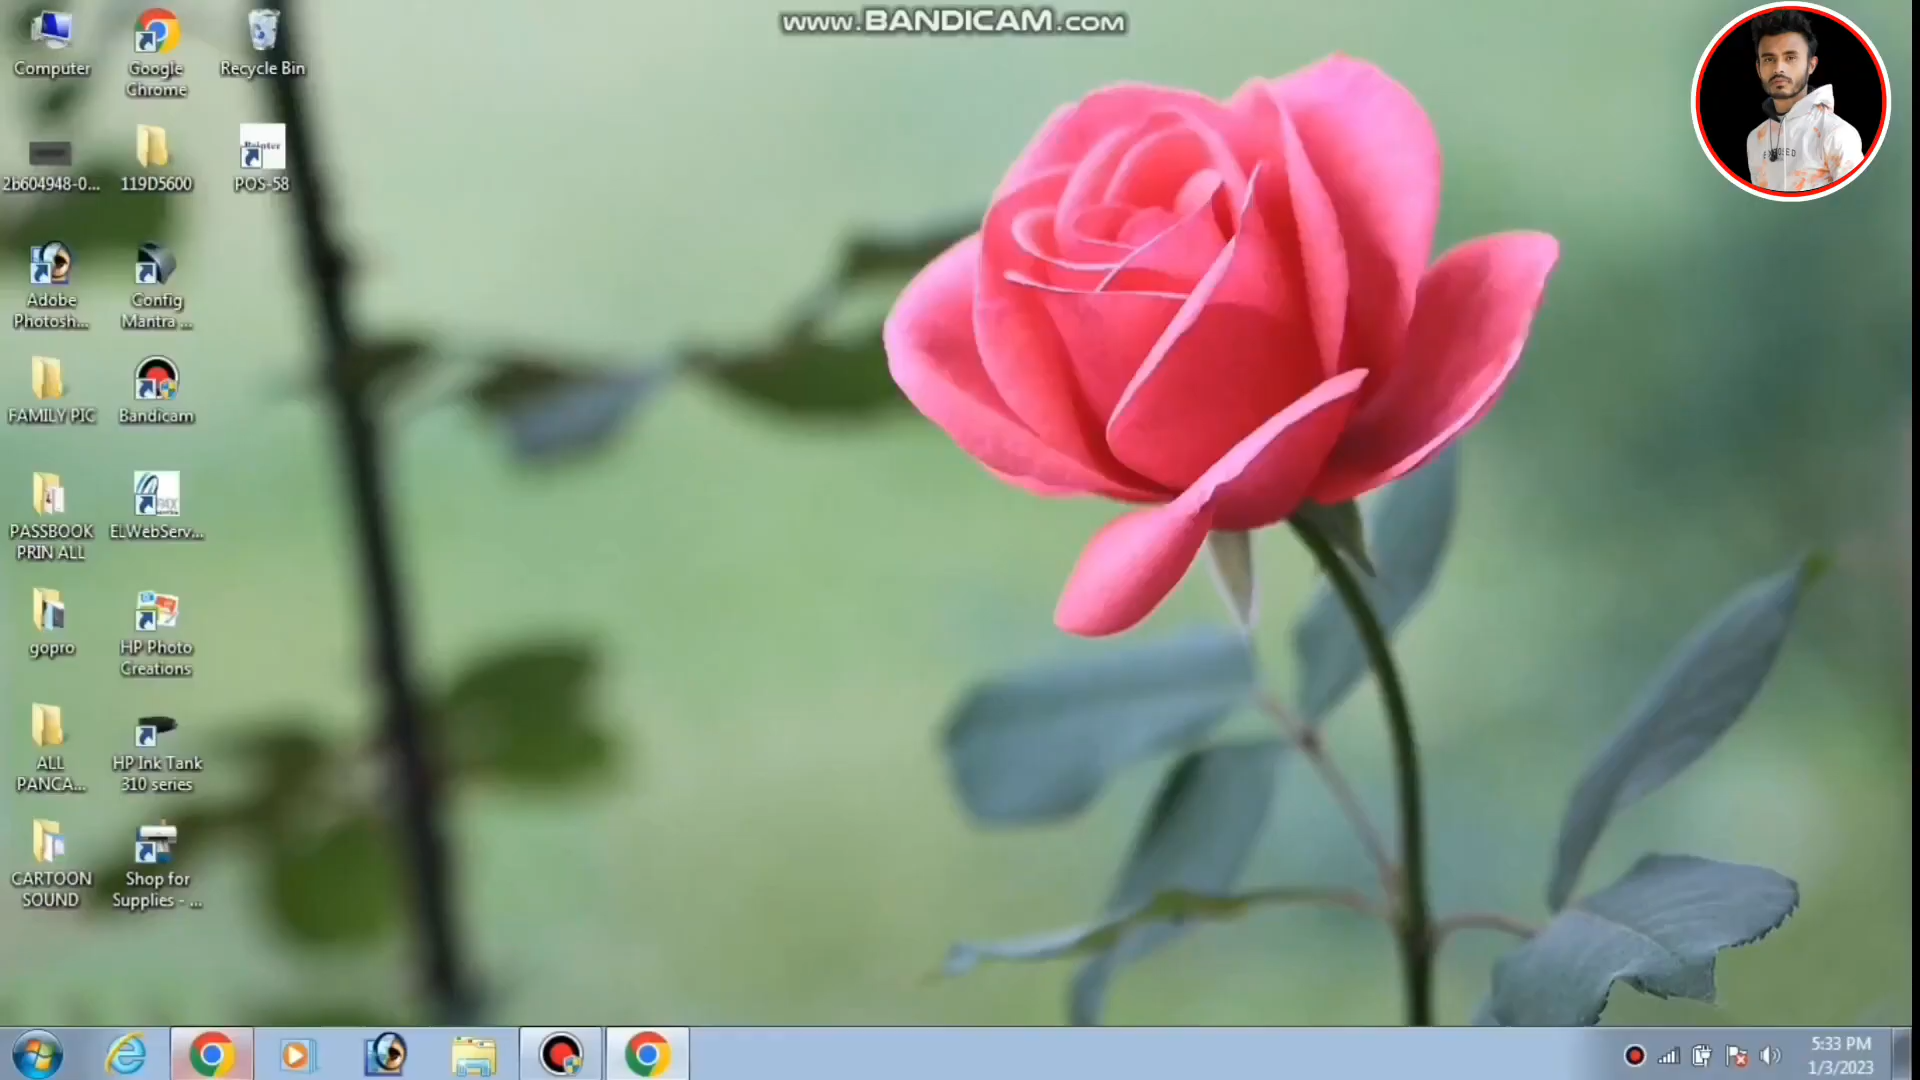 www.BANDICAM.com
Computer
Google
Chrome
Recycle Bin
2b604948-0...
119D5600
Printer
POS-58
Adobe
Photosh...
Config
Mantra ...
FAMILY PIC
Bandicam
PASSBOOK
PRIN ALL
ELWebServ...
gopro
HP Photo
Creations
ALL
PANCA...
HP Ink Tank
310 series
CARTOON
SOUND
Shop for
Supplies - ...
5:33 PM
1/3/2023